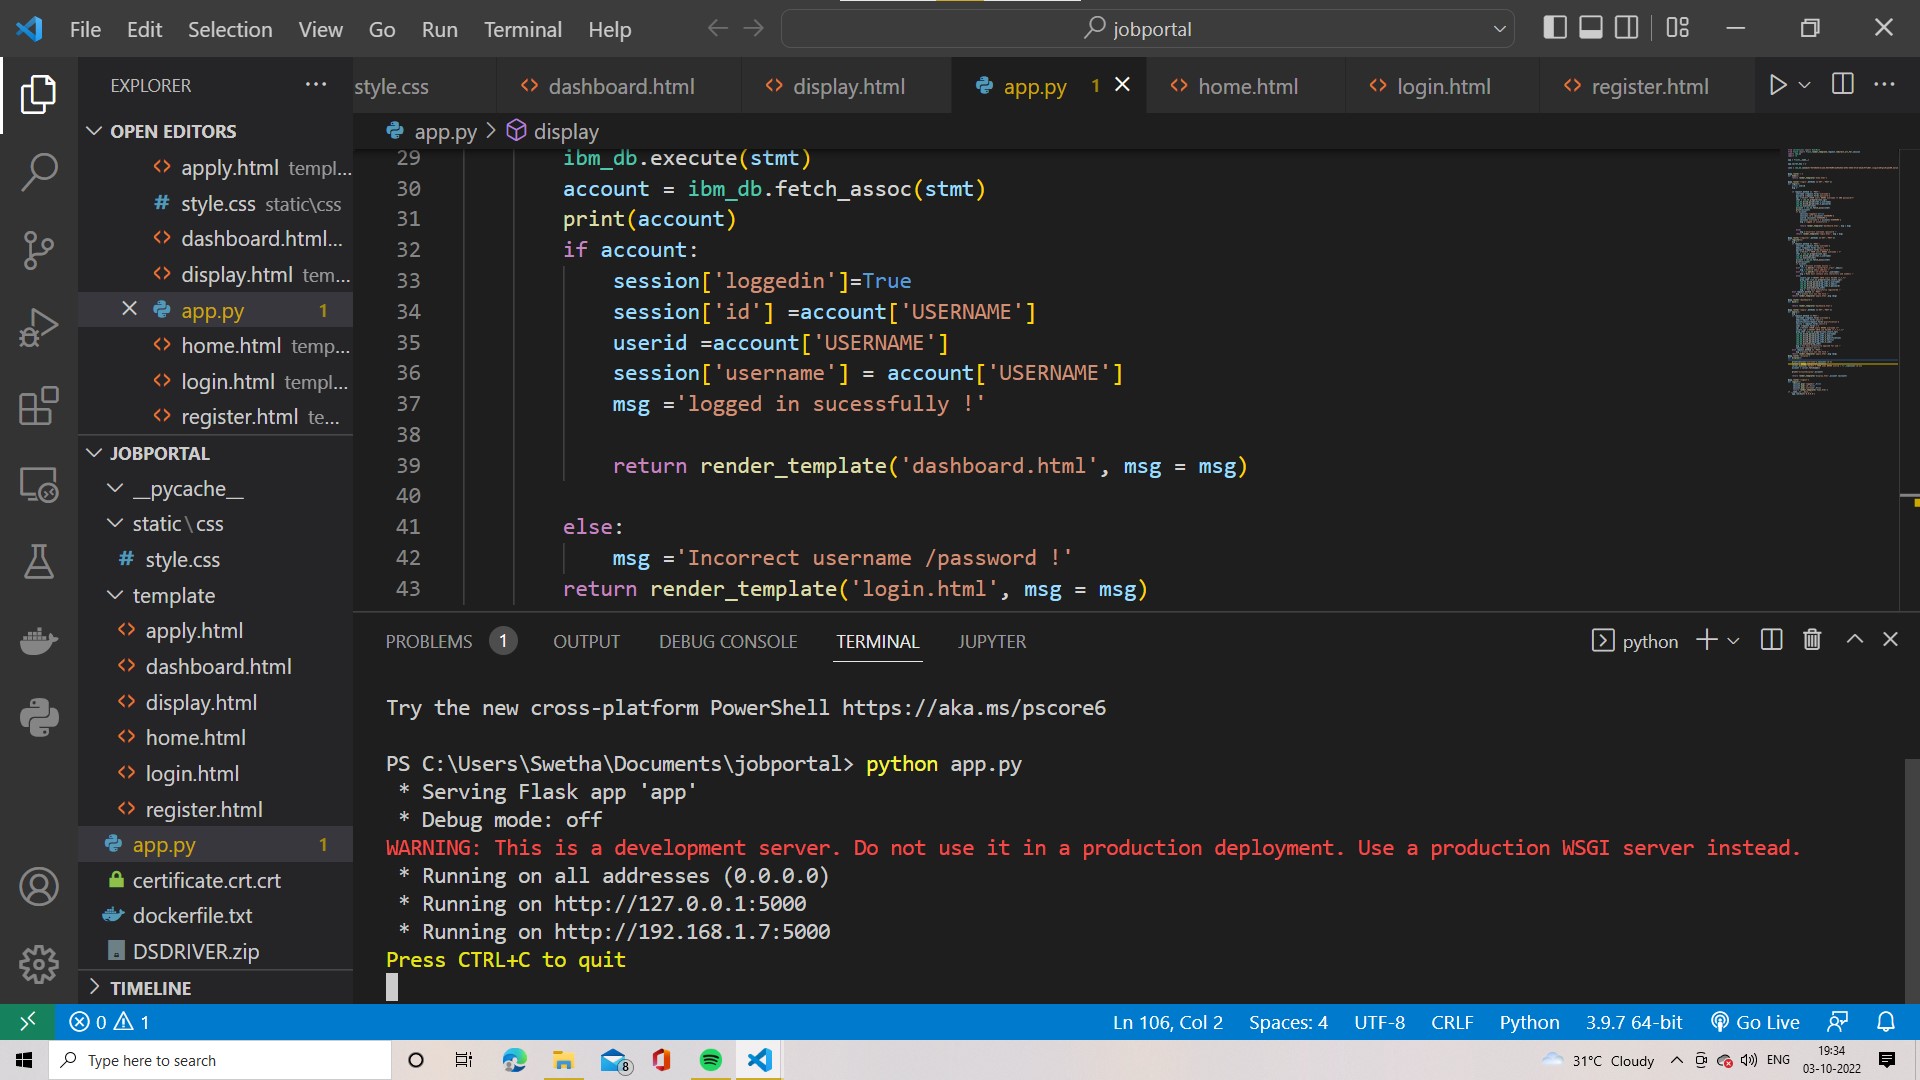 File Edit Selection View Go Run Terminal Help
jobportal
EXPLORER
style.css
dashboard.html
display.html
app.py 1
home.html
login.html
register.html
OPEN EDITORS
apply.html templ...
style.css static\css
dashboard.html...
display.html tem...
app.py 1
home.html temp...
login.html templ...
register.html te...
JOBPORTAL
__pycache__
static\css
style.css
template
apply.html
dashboard.html
display.html
home.html
login.html
register.html
app.py 1
certificate.crt.crt
dockerfile.txt
DSDRIVER.zip
TIMELINE
app.py > display
29 ibm_db.execute(stmt)
30 account = ibm_db.fetch_assoc(stmt)
31 print(account)
32 if account:
33 session['loggedin']=True
34 session['id'] =account['USERNAME']
35 userid =account['USERNAME']
36 session['username'] = account['USERNAME']
37 msg ='logged in sucessfully !'
38
39 return render_template('dashboard.html', msg = msg)
40
41 else:
42 msg ='Incorrect username /password !'
43 return render_template('login.html', msg = msg)
PROBLEMS 1 OUTPUT DEBUG CONSOLE TERMINAL JUPYTER
python
Try the new cross-platform PowerShell https://aka.ms/pscore6
PS C:\Users\Swetha\Documents\jobportal> python app.py
* Serving Flask app 'app'
* Debug mode: off
WARNING: This is a development server. Do not use it in a production deployment. Use a production WSGI server instead.
* Running on all addresses (0.0.0.0)
* Running on http://127.0.0.1:5000
* Running on http://192.168.1.7:5000
Press CTRL+C to quit
0 1
Ln 106, Col 2 Spaces: 4 UTF-8 CRLF Python 3.9.7 64-bit Go Live
Type here to search
8
31°C Cloudy
ENG
19:34
03-10-2022